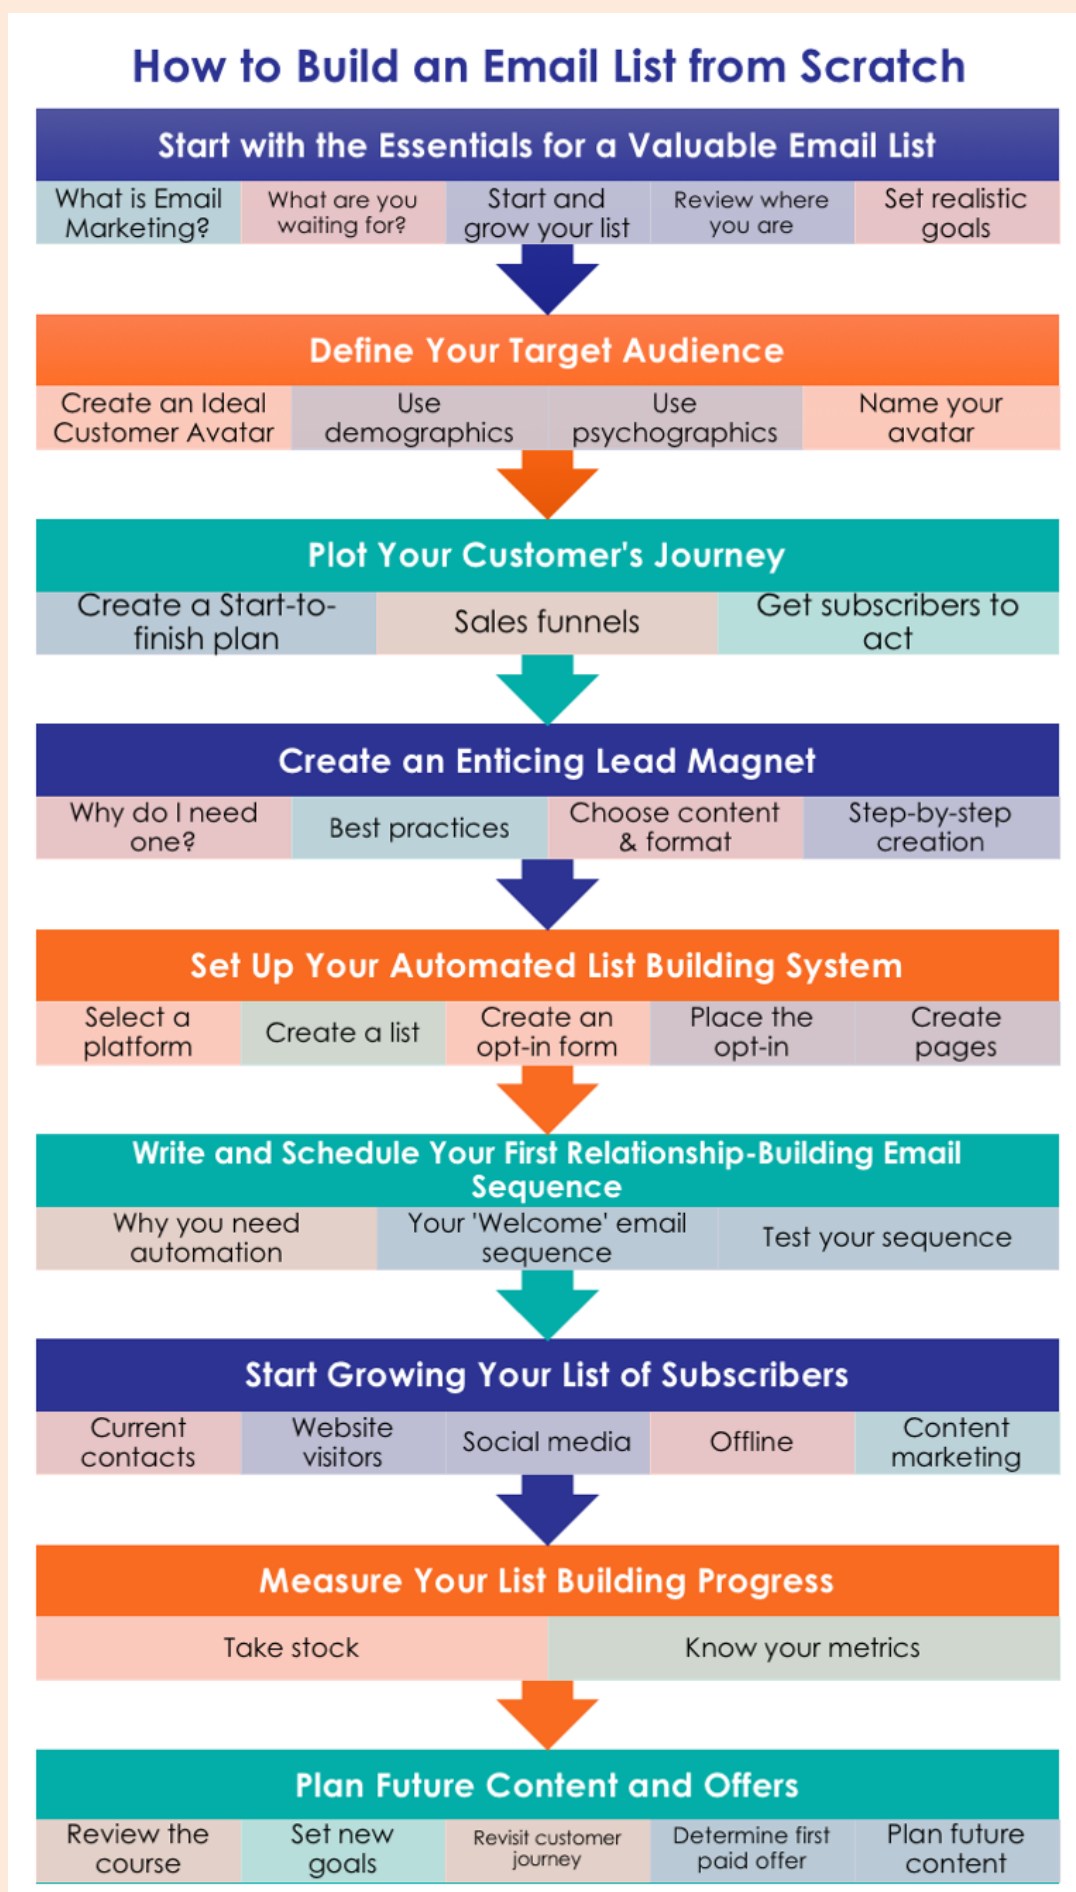 How to Build an Email List from Scratch
Start with the Essentials for a Valuable Email List
What is Email
Marketing?
What are you
waiting for?
Start and
grow your list
Review where
you are
Set realistic
goals
Define Your Target Audience
Create an Ideal
Customer Avatar
Use
demographics
Use
psychographics
Name your
avatar
Plot Your Customer's Journey
Create a Start-to-
finish plan
Sales funnels
Get subscribers to
act
Create an Enticing Lead Magnet
Why do I need
one?
Best practices
Choose content
& format
Step-by-step
creation
Set Up Your Automated List Building System
Select a
platform
Create a list
Create an
opt-in form
Place the
opt-in
Create
pages
Write and Schedule Your First Relationship-Building Email
Sequence
Why you need
automation
Your 'Welcome' email
sequence
Test your sequence
Start Growing Your List of Subscribers
Current
contacts
Website
visitors
Social media
Offline
Content
marketing
Measure Your List Building Progress
Take stock
Know your metrics
Plan Future Content and Offers
Review the
course
Set new
goals
Revisit customer
journey
Determine first
paid offer
Plan future
content